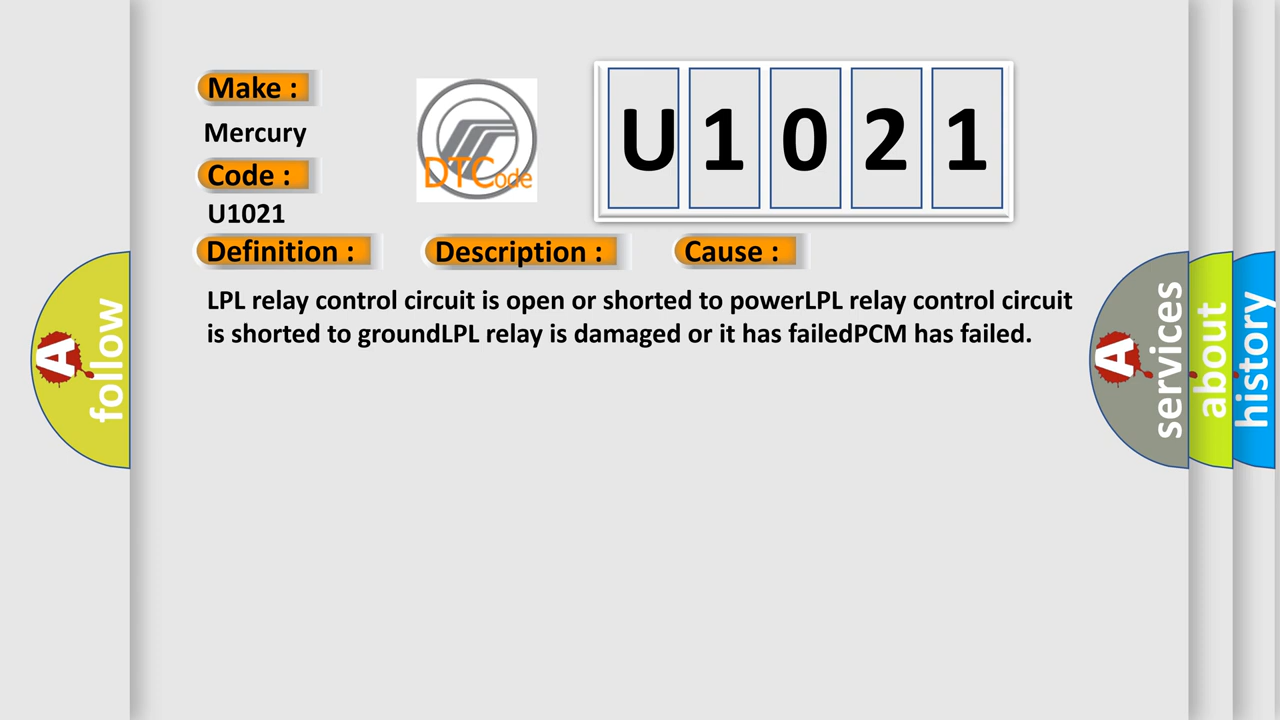 Make :
Mercury
Code :
U1021
Definition :
Description :
Cause :
LPL relay control circuit is open or shorted to powerLPL relay control circuit
is shorted to groundLPL relay is damaged or it has failedPCM has failed.
DTCode
U1021
A follow
A services
about
history